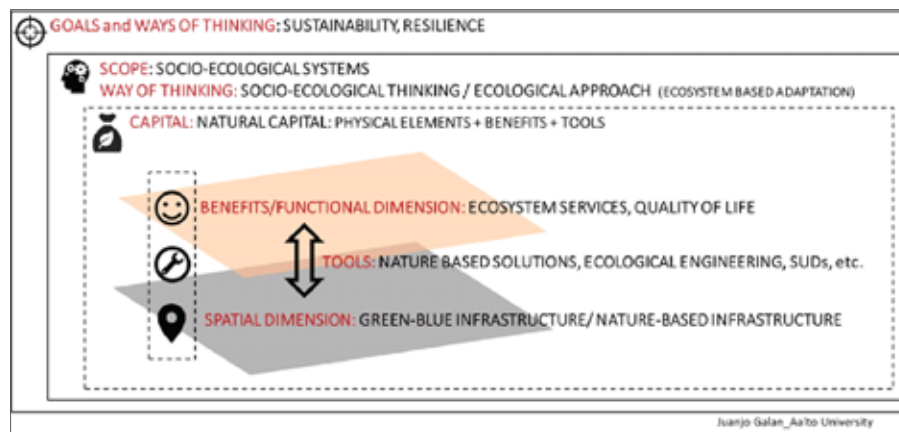 GOALS and WAYS OF THINKING: SUSTAINABILITY, RESILIENCE
SCOPE: SOCIO-ECOLOGICAL SYSTEMS
WAY OF THINKING: SOCIO-ECOLOGICAL THINKING / ECOLOGICAL APPROACH (ECOSYSTEM BASED ADAPTATION)
CAPITAL: NATURAL CAPITAL: PHYSICAL ELEMENTS + BENEFITS + TOOLS
BENEFITS/FUNCTIONAL DIMENSION: ECOSYSTEM SERVICES, QUALITY OF LIFE
TOOLS: NATURE BASED SOLUTIONS, ECOLOGICAL ENGINEERING, SUDs, etc.
SPATIAL DIMENSION: GREEN-BLUE INFRASTRUCTURE/ NATURE-BASED INFRASTRUCTURE
Juanjo Galan_Aalto University